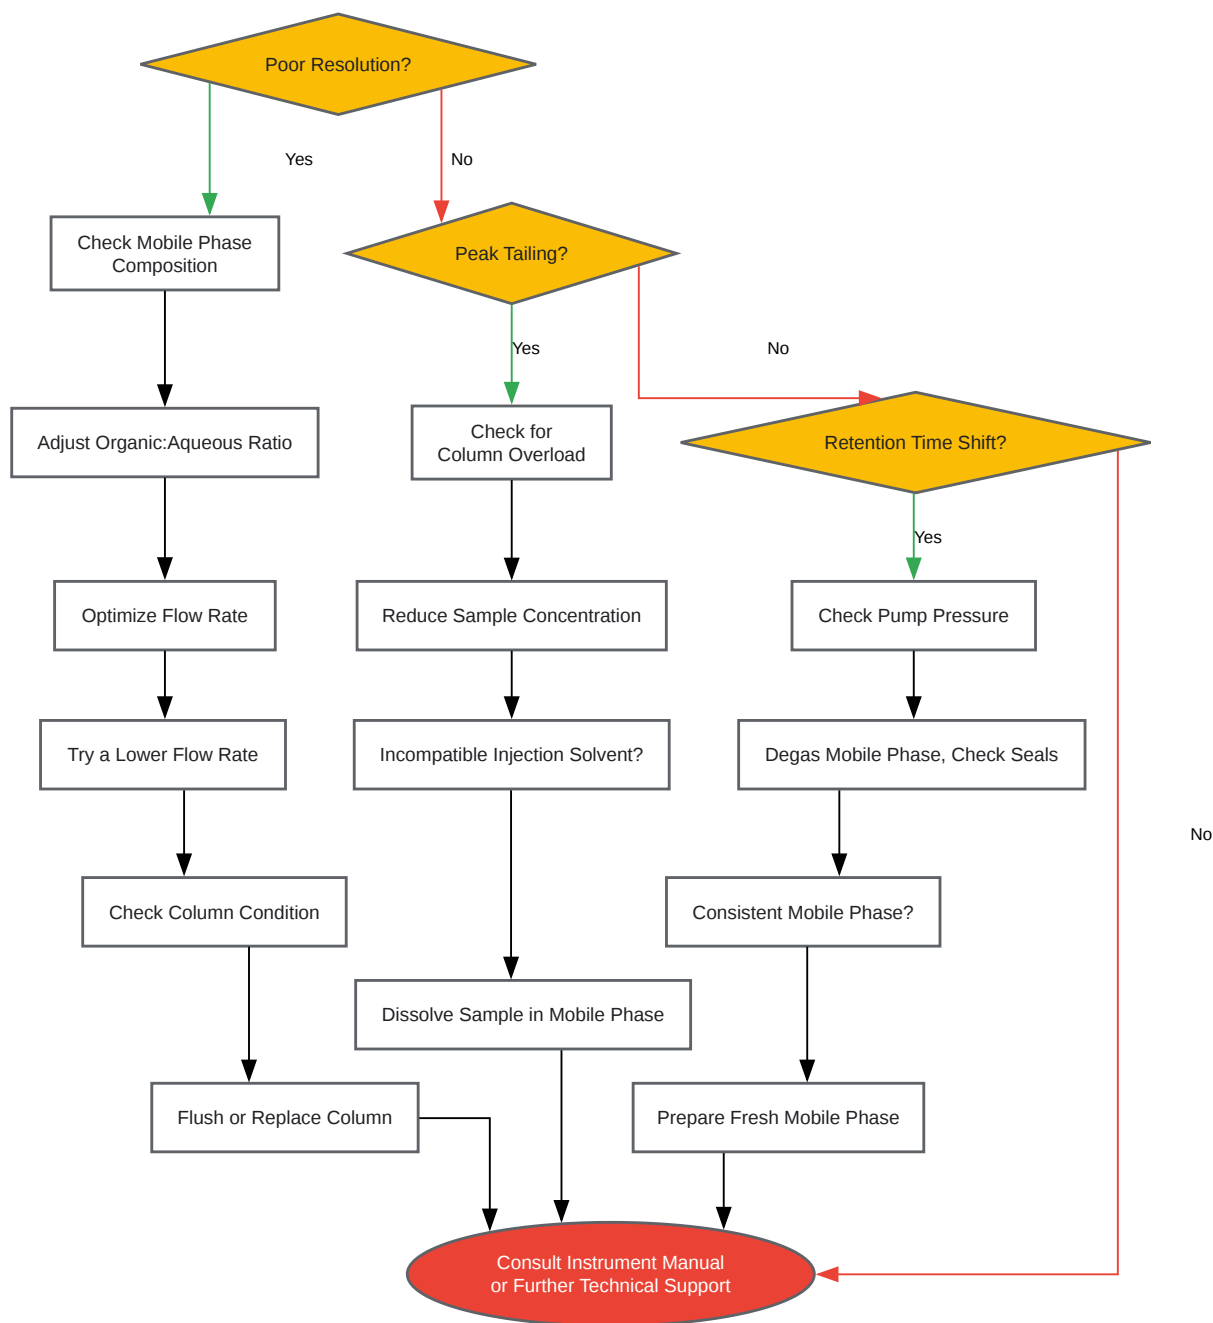 Poor Resolution?
Yes
No
Check Mobile Phase
Composition
Peak Tailing?
Yes
No
Adjust Organic:Aqueous Ratio
Check for
Column Overload
Retention Time Shift?
Yes
Optimize Flow Rate
Reduce Sample Concentration
Check Pump Pressure
Try a Lower Flow Rate
Incompatible Injection Solvent?
Degas Mobile Phase, Check Seals
No
Check Column Condition
Consistent Mobile Phase?
Dissolve Sample in Mobile Phase
Flush or Replace Column
Prepare Fresh Mobile Phase
Consult Instrument Manual
or Further Technical Support